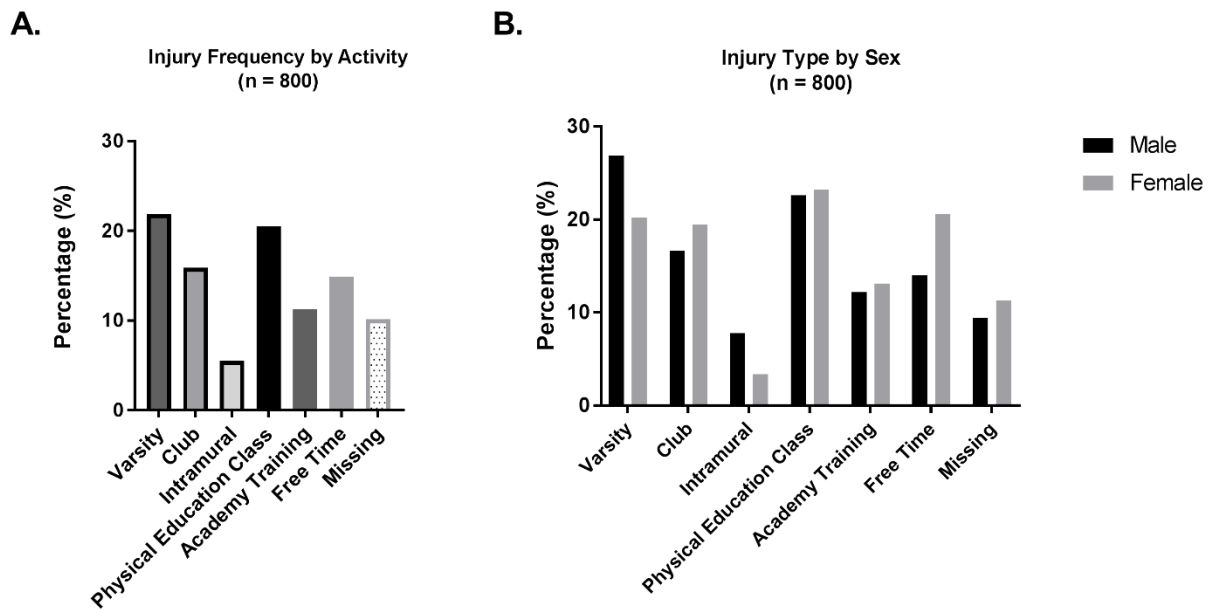 A.
Injury Frequency by Activity
(n = 800)
Percentage (%)
30
20
10
0
Varsity
Club
Intramural
Physical Education Class
Academy Training
Free Time
Missing
B.
Injury Type by Sex
(n = 800)
Percentage (%)
30
20
10
0
Varsity
Club
Intramural
Physical Education Class
Academy Training
Free Time
Missing
Male
Female